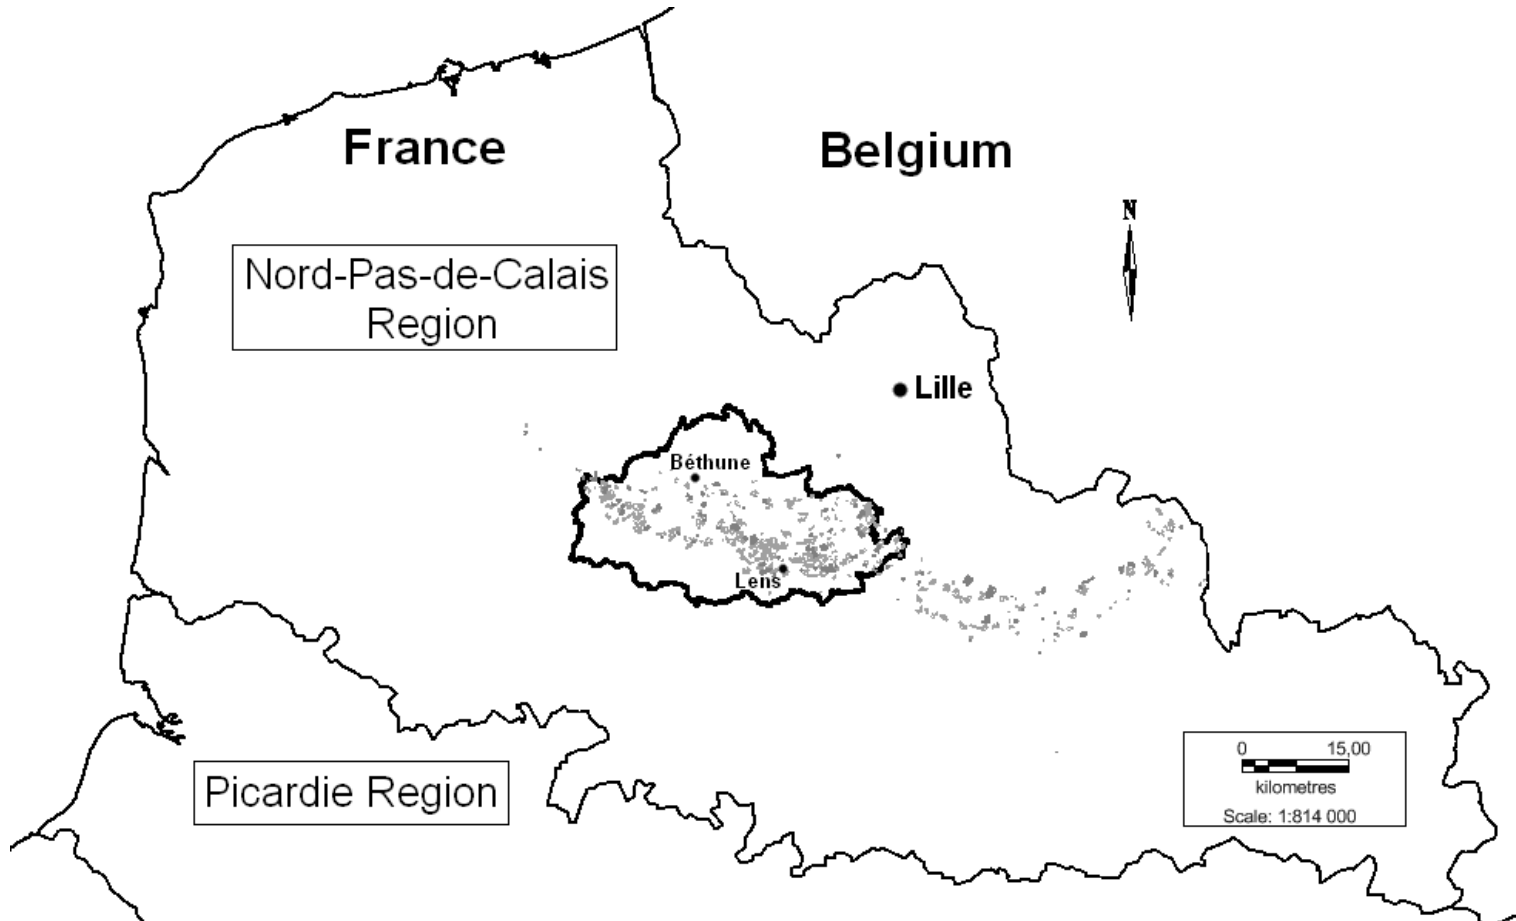 France
Belgium
N
Nord-Pas-de-Calais
Region
Lille
Béthune
Lens
0 15,00
kilometres
Scale: 1:814 000
Picardie Region